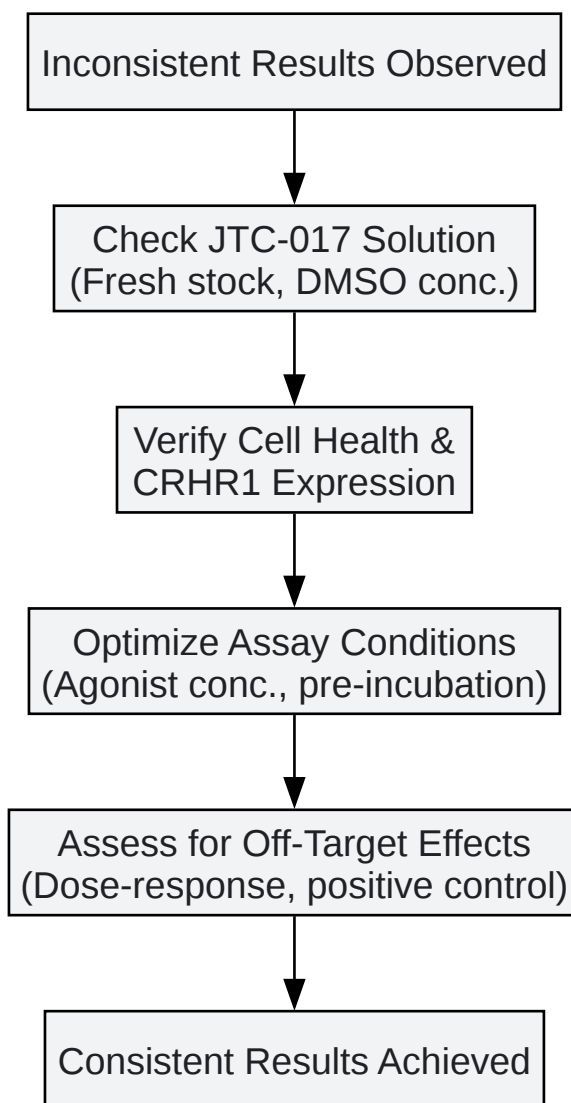 Inconsistent Results Observed
Check JTC-017 Solution
(Fresh stock, DMSO conc.)
Verify Cell Health &
CRHR1 Expression
Optimize Assay Conditions
(Agonist conc., pre-incubation)
Assess for Off-Target Effects
(Dose-response, positive control)
Consistent Results Achieved